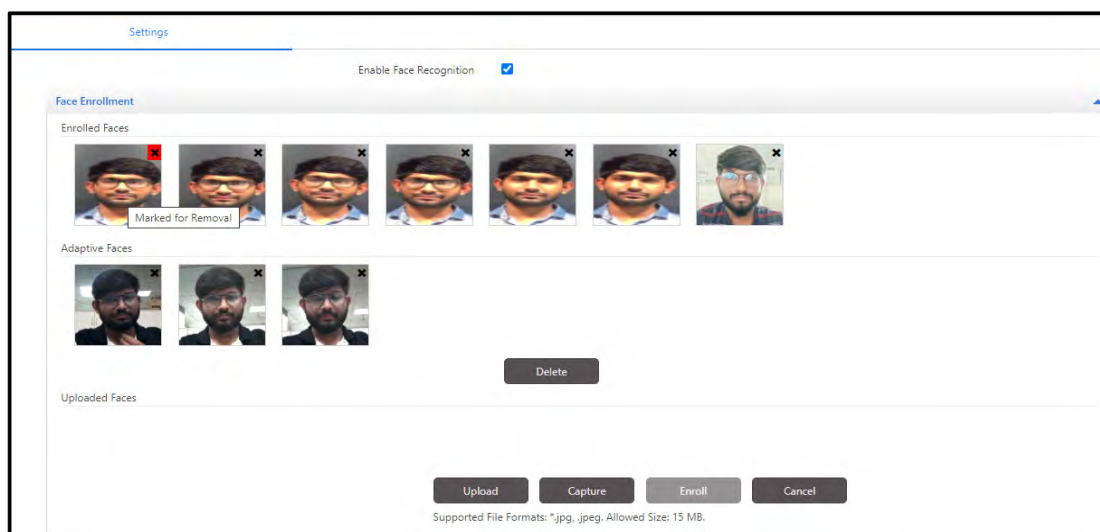 Settings
Enable Face Recognition
Face Enrollment
Enrolled Faces
Marked for Removal
Adaptive Faces
Delete
Uploaded Faces
Upload Capture Enroll Cancel
Supported File Formats: *.jpg, .jpeg. Allowed Size: 15 MB.